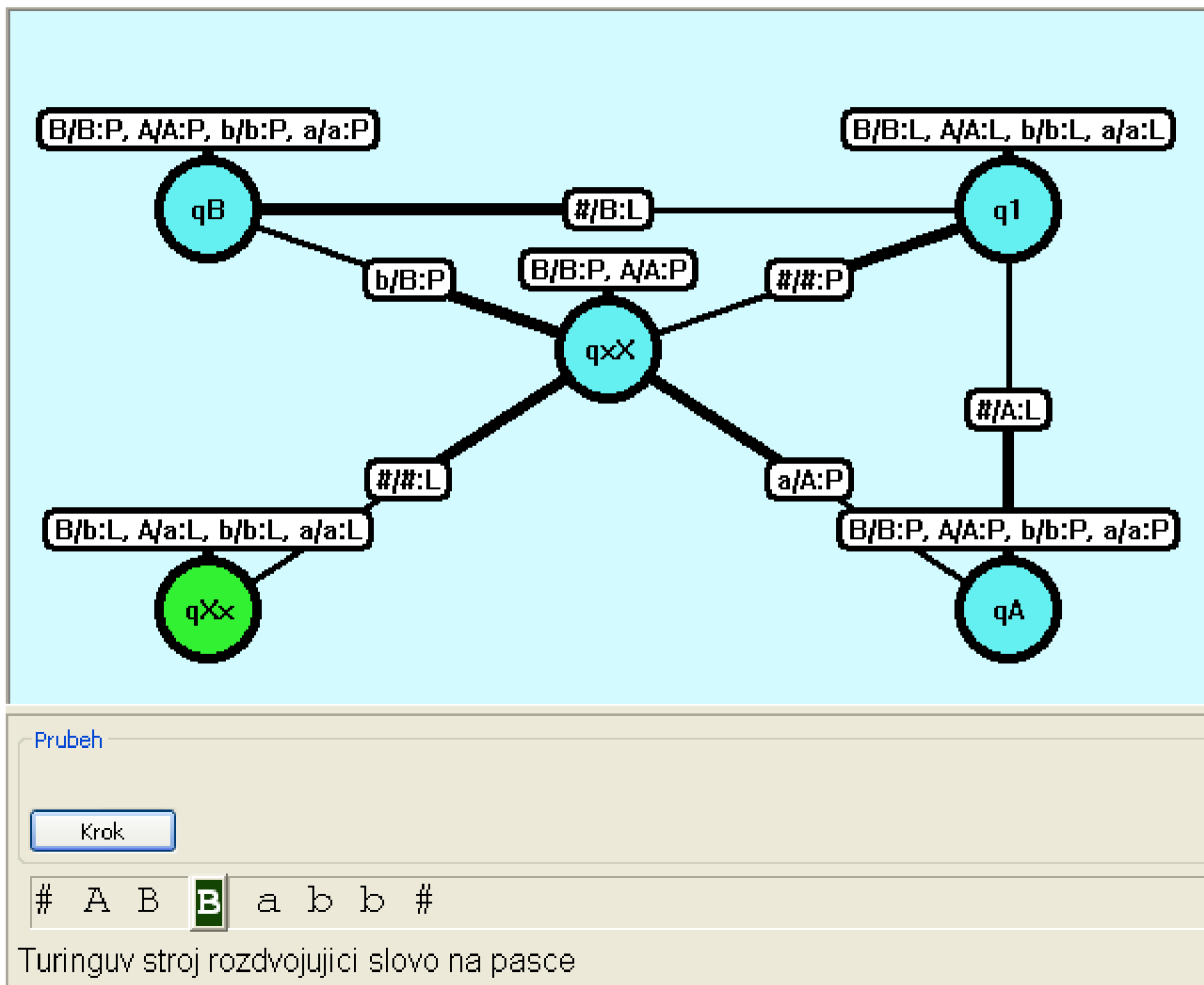 B/B:P, A/A:P, b/b:P, a/a:P
B/B:L, A/A:L, b/b:L, a/a:L
qB
#/B:L
q1
b/B:P
B/B:P, A/A:P
#/#:P
qxX
#/A:L
#/#:L
a/A:P
B/b:L, A/a:L, b/b:L, a/a:L
B/B:P, A/A:P, b/b:P, a/a:P
qXx
qA
Prubeh
Krok
# A B B a b b #
Turinguv stroj rozdvojujici slovo na pasce